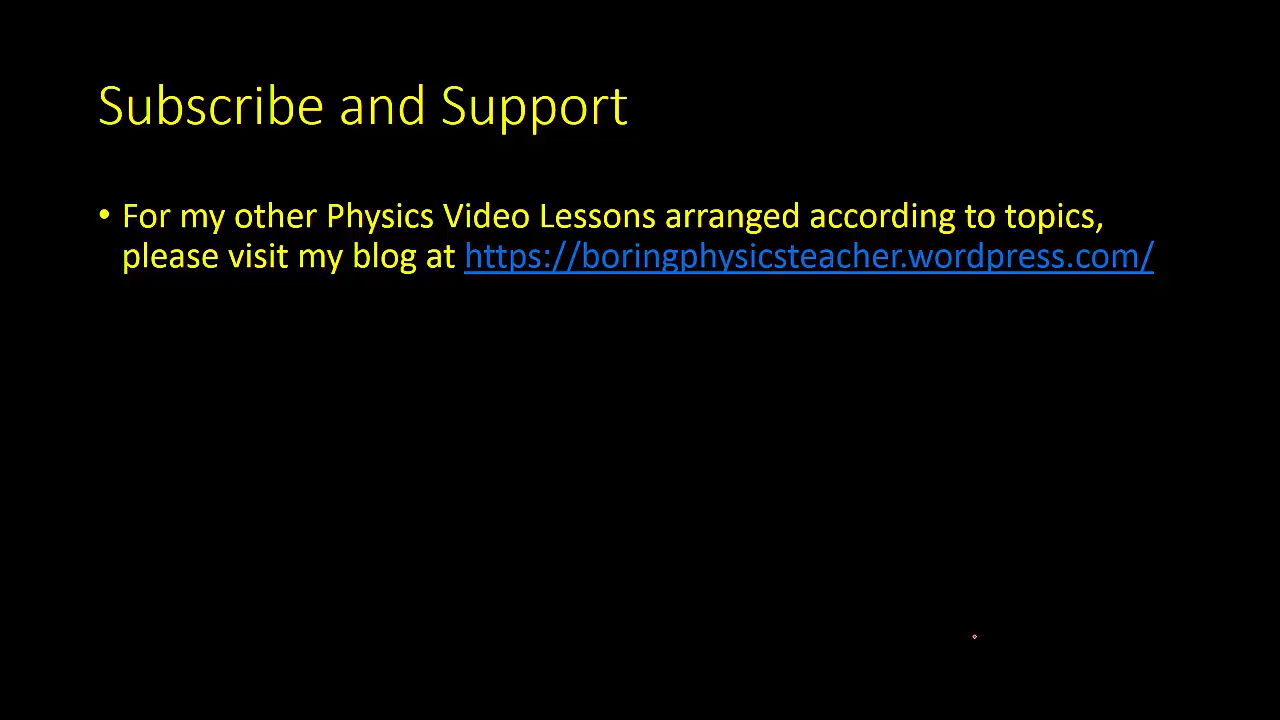 Subscribe and Support
• For my other Physics Video Lessons arranged according to topics,
please visit my blog at https://boringphysicsteacher.wordpress.com/